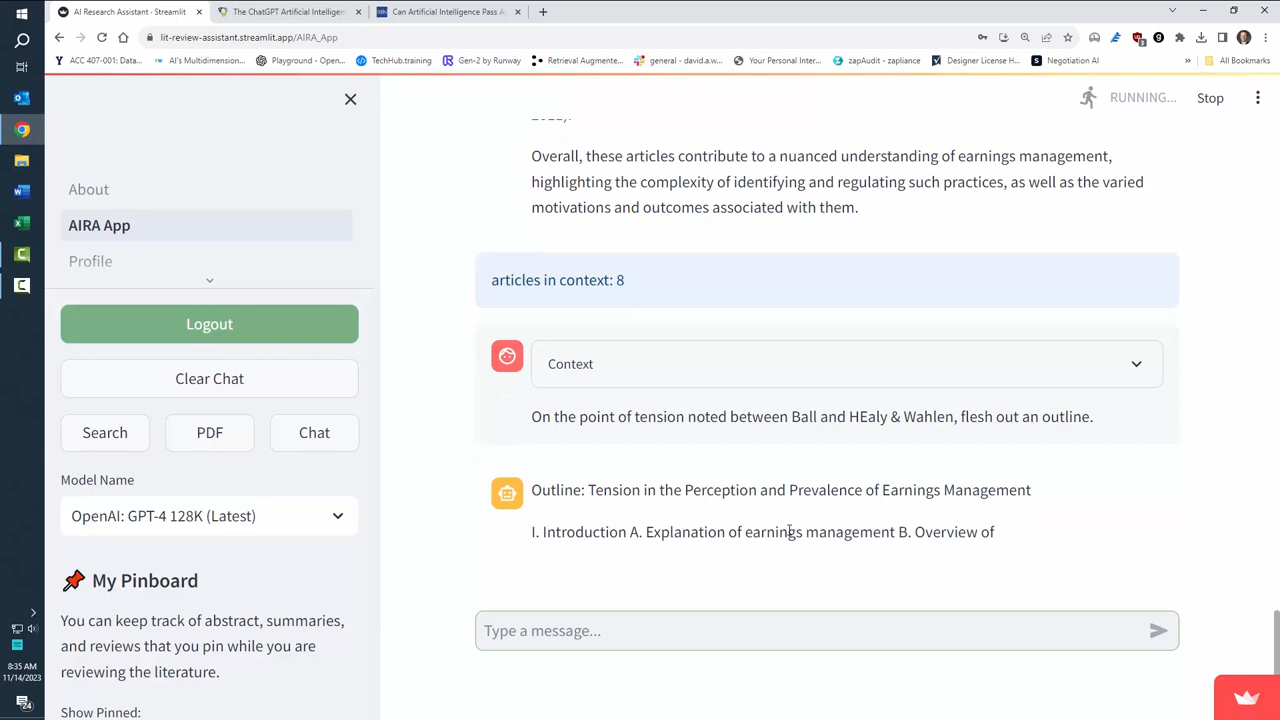 AI Research Assistant - Streamlit
The ChatGPT Artificial Intelligen
Can Artificial Intelligence Pass A
lit-review-assistant.streamlit.app/AIRA_App
ACC 407-001: Data...
AI's Multidimension...
Playground - Open...
TechHub.training
Gen-2 by Runway
Retrieval Augmente...
general - david.a.w...
Your Personal Inter...
zapAudit - zapliance
Designer License H...
Negotiation AI
»
All Bookmarks
RUNNING...
Stop
About
AIRA App
Profile
Logout
Clear Chat
Search
PDF
Chat
Model Name
OpenAI: GPT-4 128K (Latest)
My Pinboard
You can keep track of abstract, summaries,
and reviews that you pin while you are
reviewing the literature.
Show Pinned:
Overall, these articles contribute to a nuanced understanding of earnings management,
highlighting the complexity of identifying and regulating such practices, as well as the varied
motivations and outcomes associated with them.
articles in context: 8
Context
On the point of tension noted between Ball and HEaly & Wahlen, flesh out an outline.
Outline: Tension in the Perception and Prevalence of Earnings Management
I. Introduction A. Explanation of earnings management B. Overview of
Type a message...
8:35 AM
11/14/2023
24